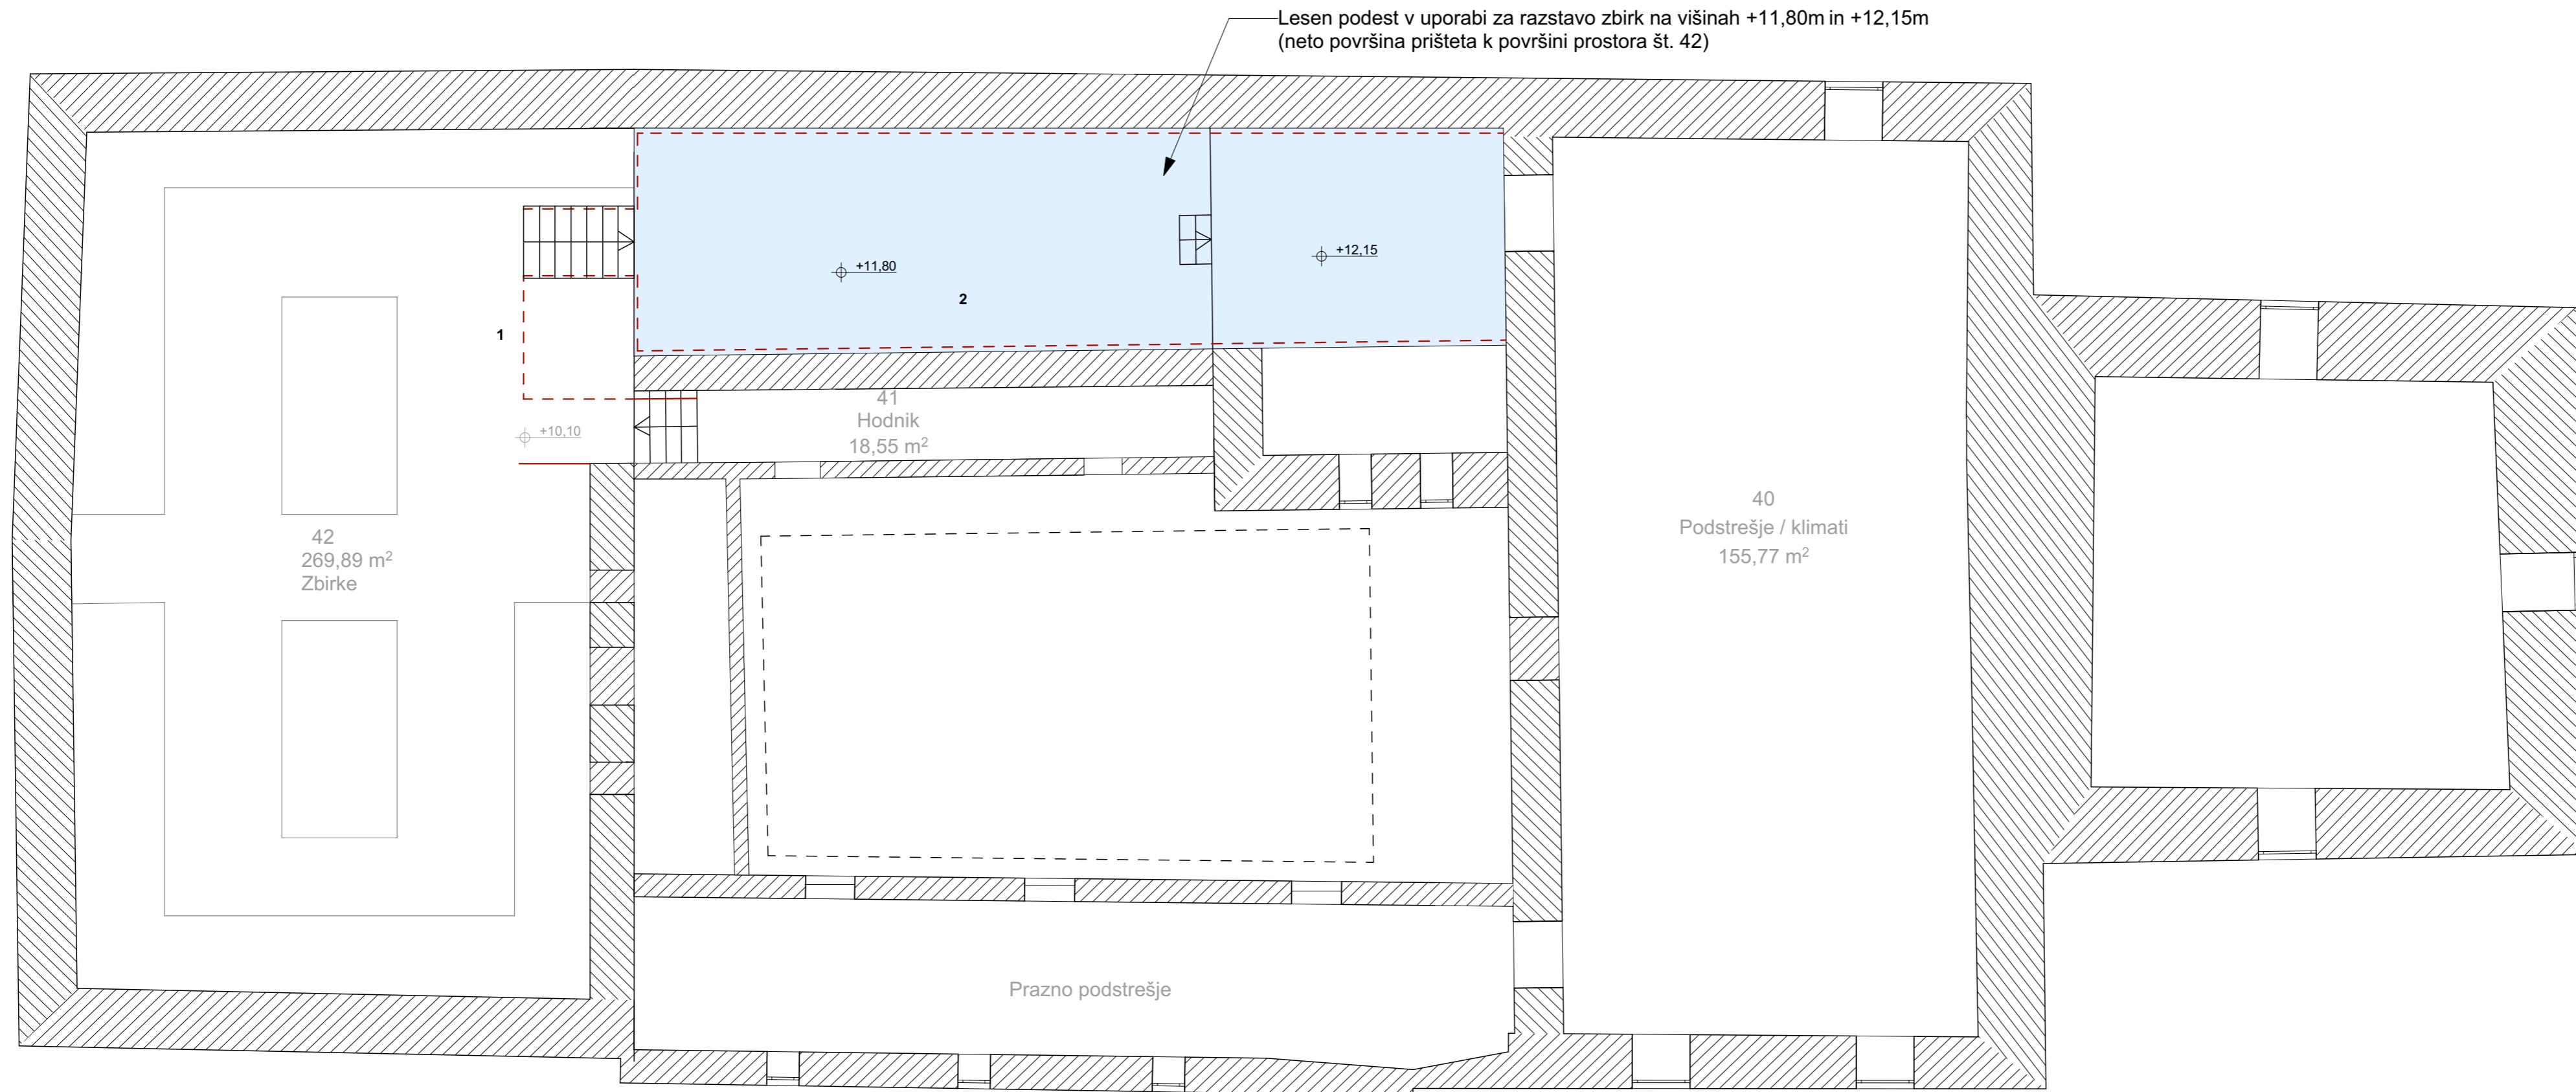 Lesen podest v uporabi za razstavo zbirk na višinah +11,80m in +12,15m
(neto površina prišteta k površini prostora št. 42)
+12,15
+11,80
2
1
41
Hodnik
18,55 m²
+10,10
40
Podstrešje / klimati
155,77 m²
42
269,89 m²
Zbirke
Prazno podstrešje